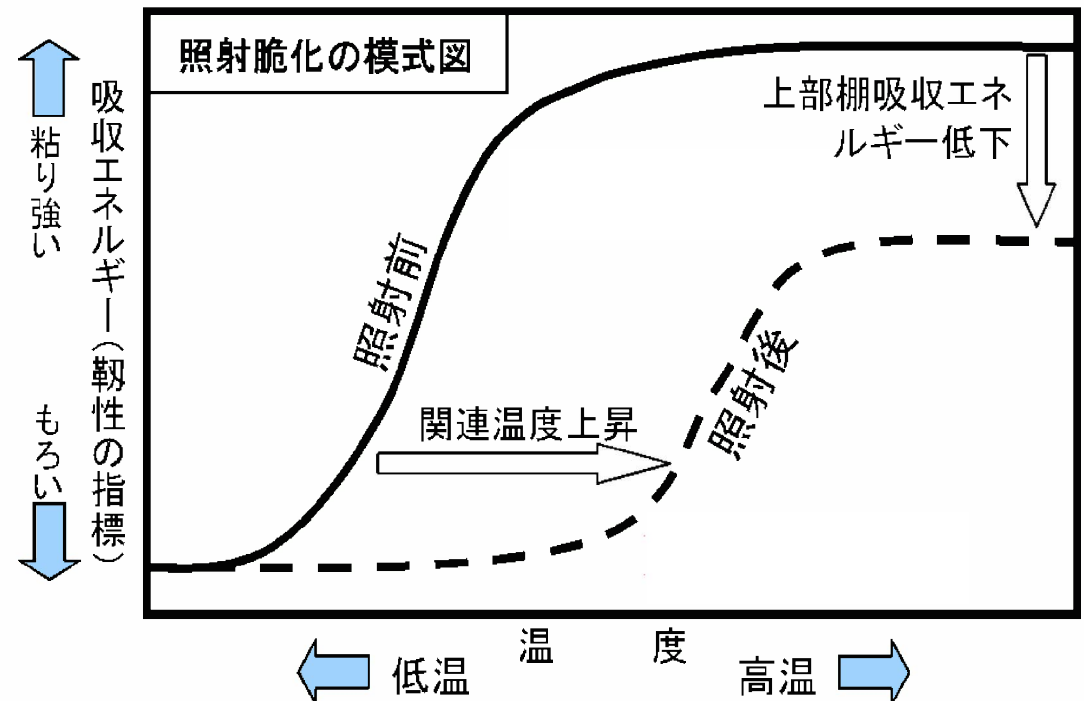 照射脆化の模式図
吸収エネルギー(靱性の指標)
粘り強い
もろい
上部棚吸収エネ
ルギー低下
照射前
照射後
関連温度上昇
温度
低温
高温